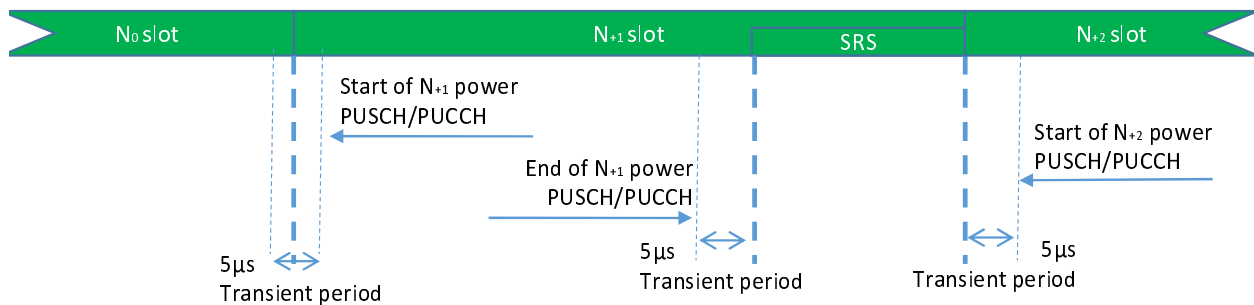 N₀ slot
N₊₁ slot
SRS
N₊₂ slot
Start of N₊₁ power
PUSCH/PUCCH
End of N₊₁ power
PUSCH/PUCCH
Start of N₊₂ power
PUSCH/PUCCH
5µs
Transient period
5µs
Transient period
5µs
Transient period